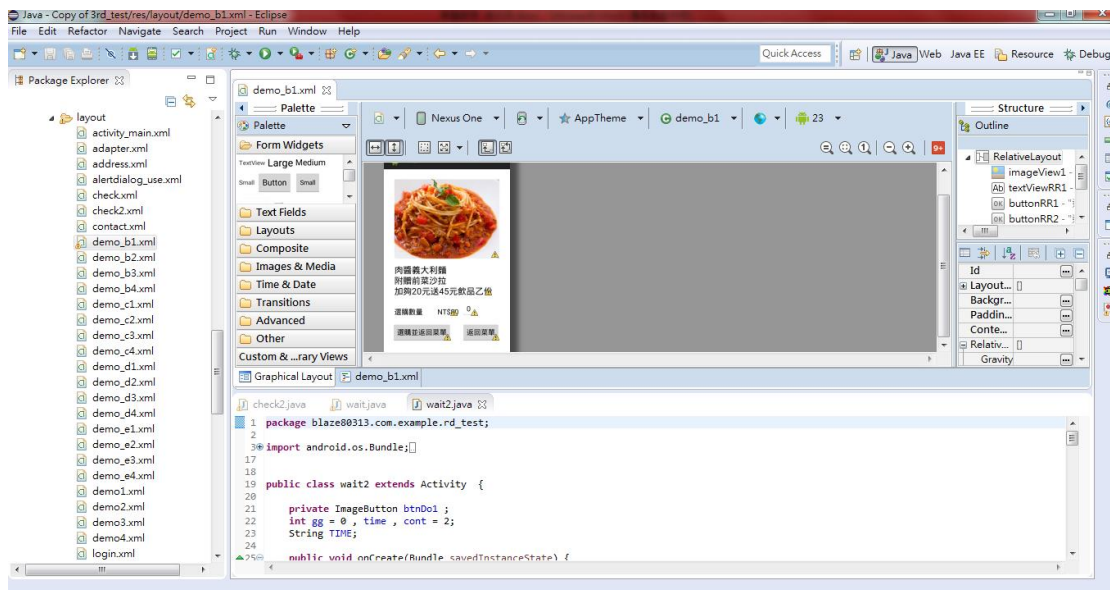 Java - Copy of 3rd_test/res/layout/demo_b1.xml - Eclipse
File Edit Refactor Navigate Search Project Run Window Help
Quick Access Java Web Java EE Resource Debug
Package Explorer
layout
activity_main.xml
adapter.xml
address.xml
alertdialog_use.xml
check.xml
check2.xml
contact.xml
demo_b1.xml
demo_b2.xml
demo_b3.xml
demo_b4.xml
demo_c1.xml
demo_c2.xml
demo_c3.xml
demo_c4.xml
demo_d1.xml
demo_d2.xml
demo_d3.xml
demo_d4.xml
demo_e1.xml
demo_e2.xml
demo_e3.xml
demo_e4.xml
demo1.xml
demo2.xml
demo3.xml
demo4.xml
login.xml
demo_b1.xml
Palette
Palette
Form Widgets
TextView Large Medium
Small Button Small
Text Fields
Layouts
Composite
Images & Media
Time & Date
Transitions
Advanced
Other
Custom & ...rary Views
Nexus One AppTheme demo_b1 23
9+
肉醬義大利麵
附贈前菜沙拉
加夠20元送45元飲品乙份
選購數量 NT$80 0
選購並返回菜單 返回菜單
Structure
Outline
RelativeLayout
imageView1 -
Ab textViewRR1 -
OK buttonRR1 - "
OK buttonRR2 - "
Id
Layout... []
Backgr...
Paddin...
Conte...
Relativ... []
Gravity
Graphical Layout demo_b1.xml
check2.java wait.java wait2.java
1 package blaze80313.com.example.rd_test;
2
3 import android.os.Bundle;
17
18
19 public class wait2 extends Activity {
20
21 private ImageButton btnDo1 ;
22 int gg = 0 , time , cont = 2;
23 String TIME;
24
25 public void onCreate(Bundle savedInstanceState) {